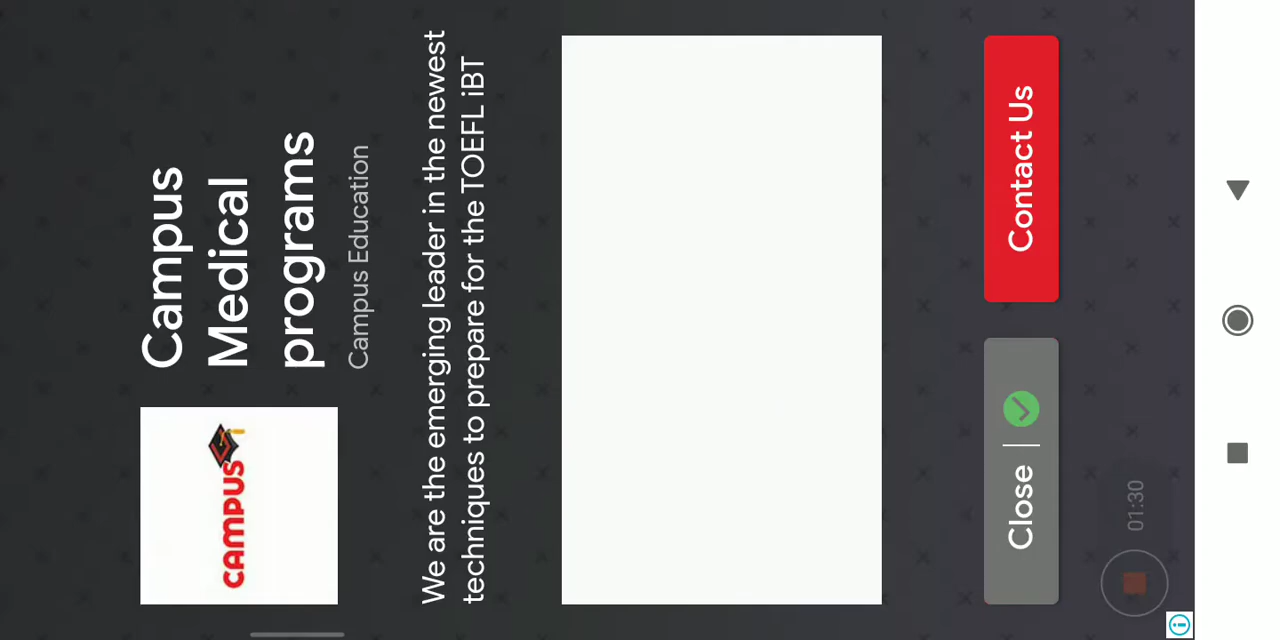 Campus
Medical
programs
Campus Education
CAMPUS
We are the emerging leader in the newest
techniques to prepare for the TOEFL iBT
Close
Contact Us
01:30